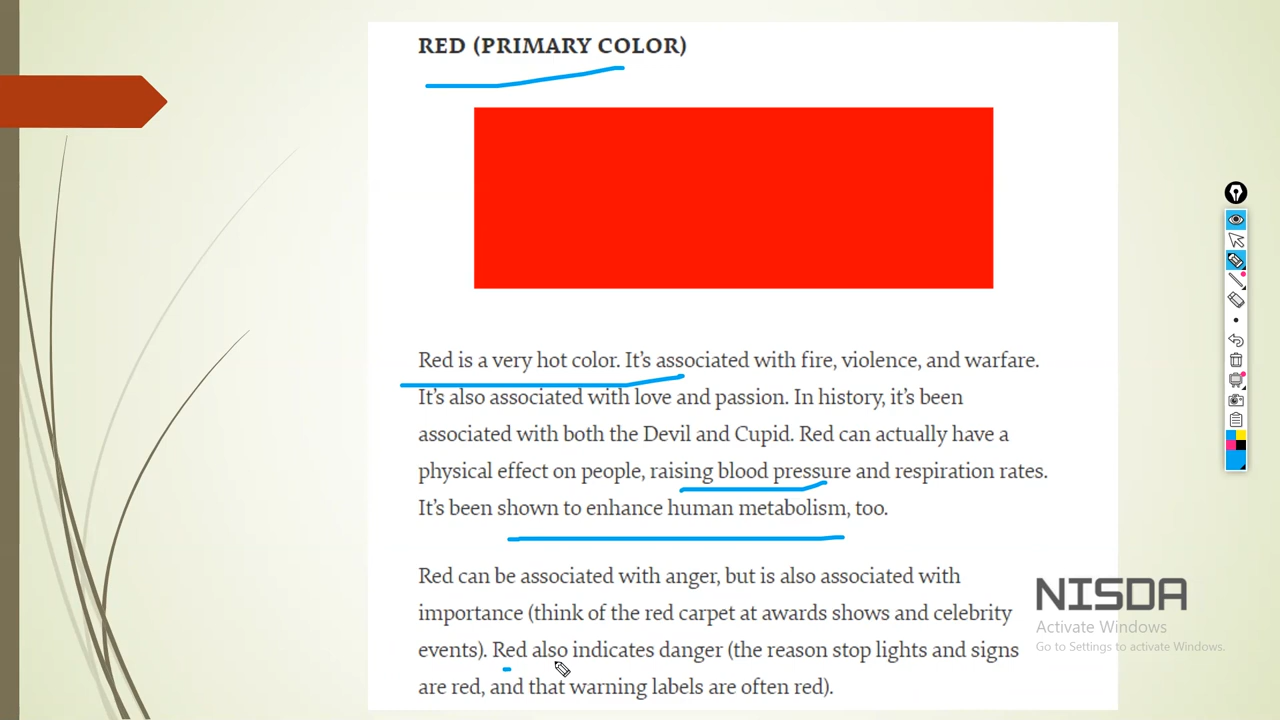 RED (PRIMARY COLOR)
Red is a very hot color. It’s associated with fire, violence, and warfare.
It’s also associated with love and passion. In history, it’s been
associated with both the Devil and Cupid. Red can actually have a
physical effect on people, raising blood pressure and respiration rates.
It’s been shown to enhance human metabolism, too.
Red can be associated with anger, but is also associated with
importance (think of the red carpet at awards shows and celebrity
events). Red also indicates danger (the reason stop lights and signs
are red, and that warning labels are often red).
NISDA
Activate Windows
Go to Settings to activate Windows.